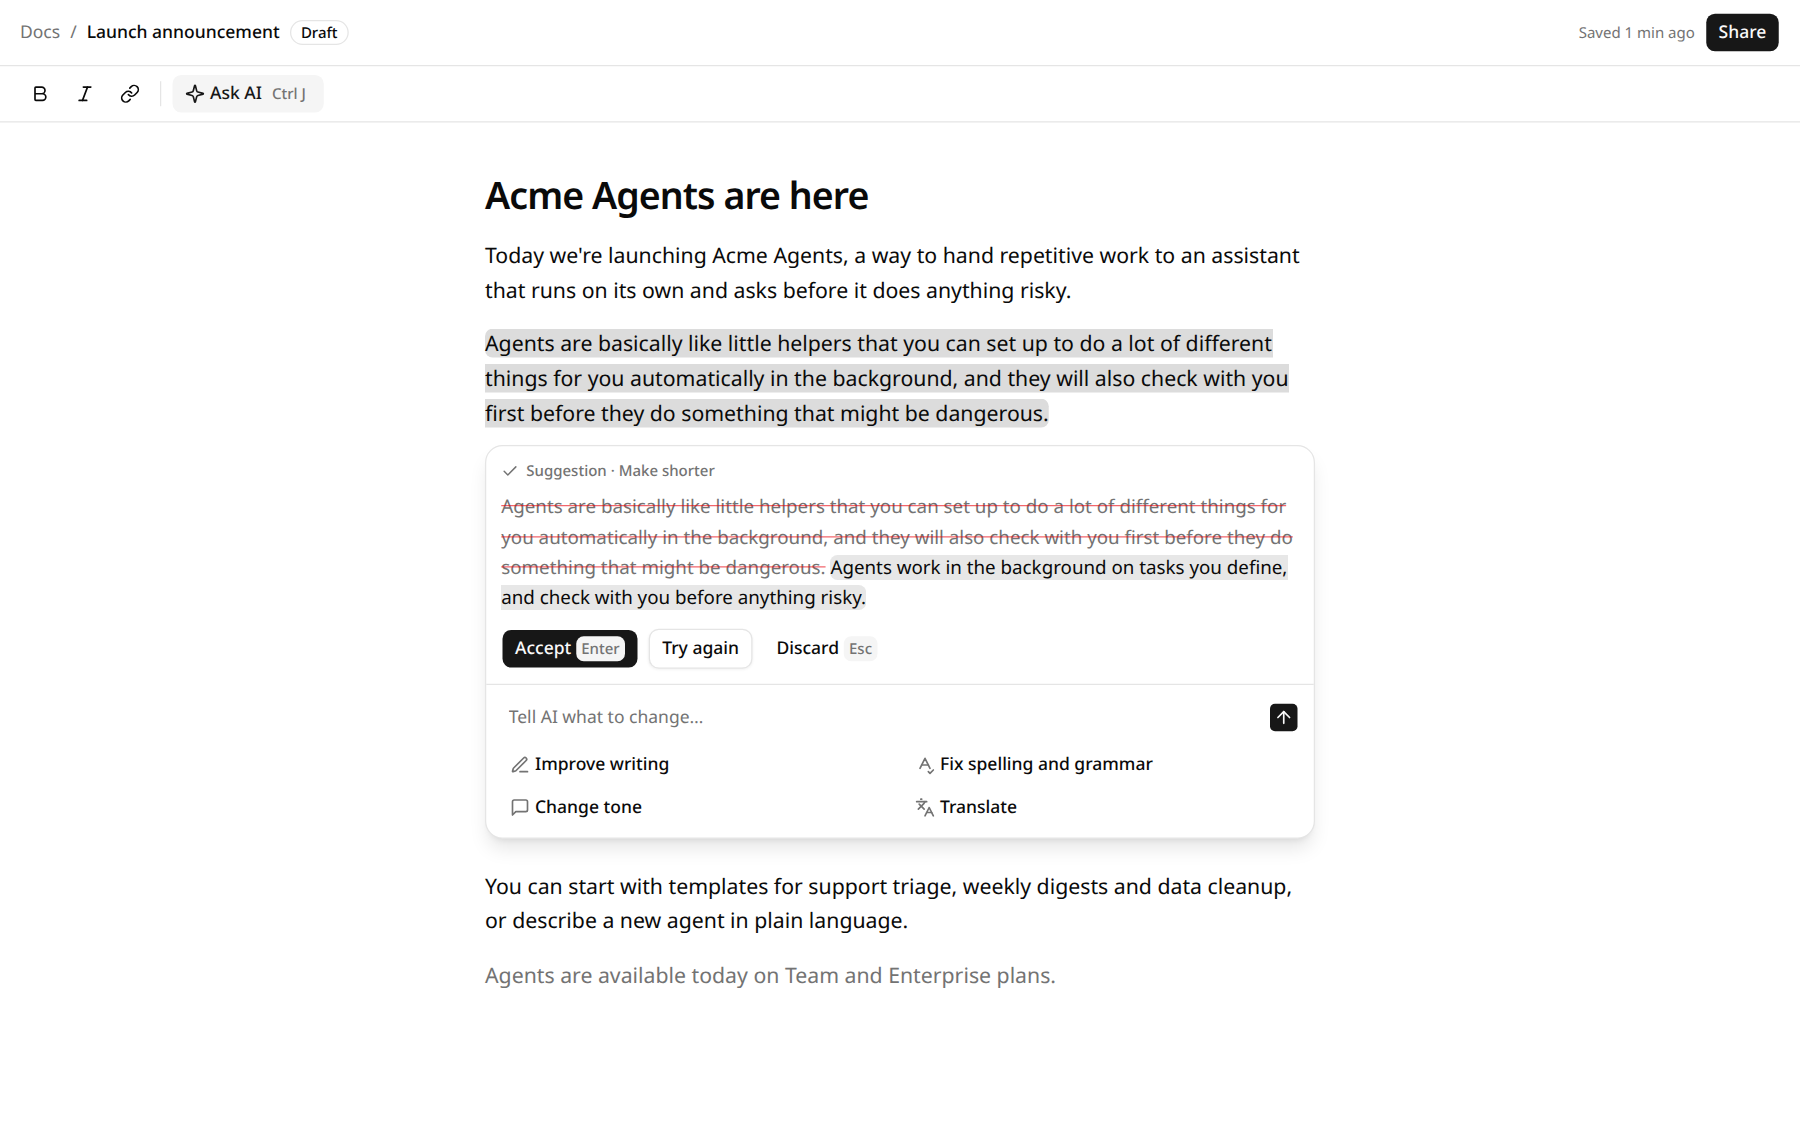 Docs / Launch announcement Draft
Saved 1 min ago Share
B I Ask AI Ctrl J
Acme Agents are here
Today we're launching Acme Agents, a way to hand repetitive work to an assistant
that runs on its own and asks before it does anything risky.
Agents are basically like little helpers that you can set up to do a lot of different
things for you automatically in the background, and they will also check with you
first before they do something that might be dangerous.
Suggestion · Make shorter
Agents are basically like little helpers that you can set up to do a lot of different things for
you automatically in the background, and they will also check with you first before they do
something that might be dangerous. Agents work in the background on tasks you define,
and check with you before anything risky.
Accept Enter Try again Discard Esc
Tell AI what to change...
Improve writing Fix spelling and grammar
Change tone Translate
You can start with templates for support triage, weekly digests and data cleanup,
or describe a new agent in plain language.
Agents are available today on Team and Enterprise plans.